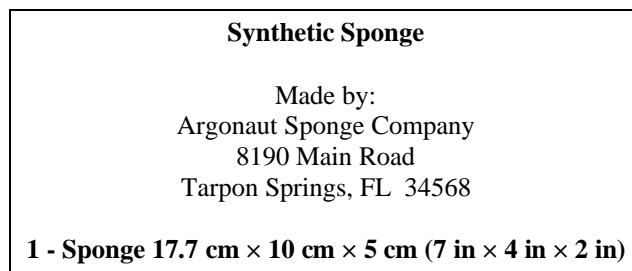 Synthetic Sponge
Made by:
Argonaut Sponge Company
8190 Main Road
Tarpon Springs, FL  34568
1 - Sponge 17.7 cm × 10 cm × 5 cm (7 in × 4 in × 2 in)